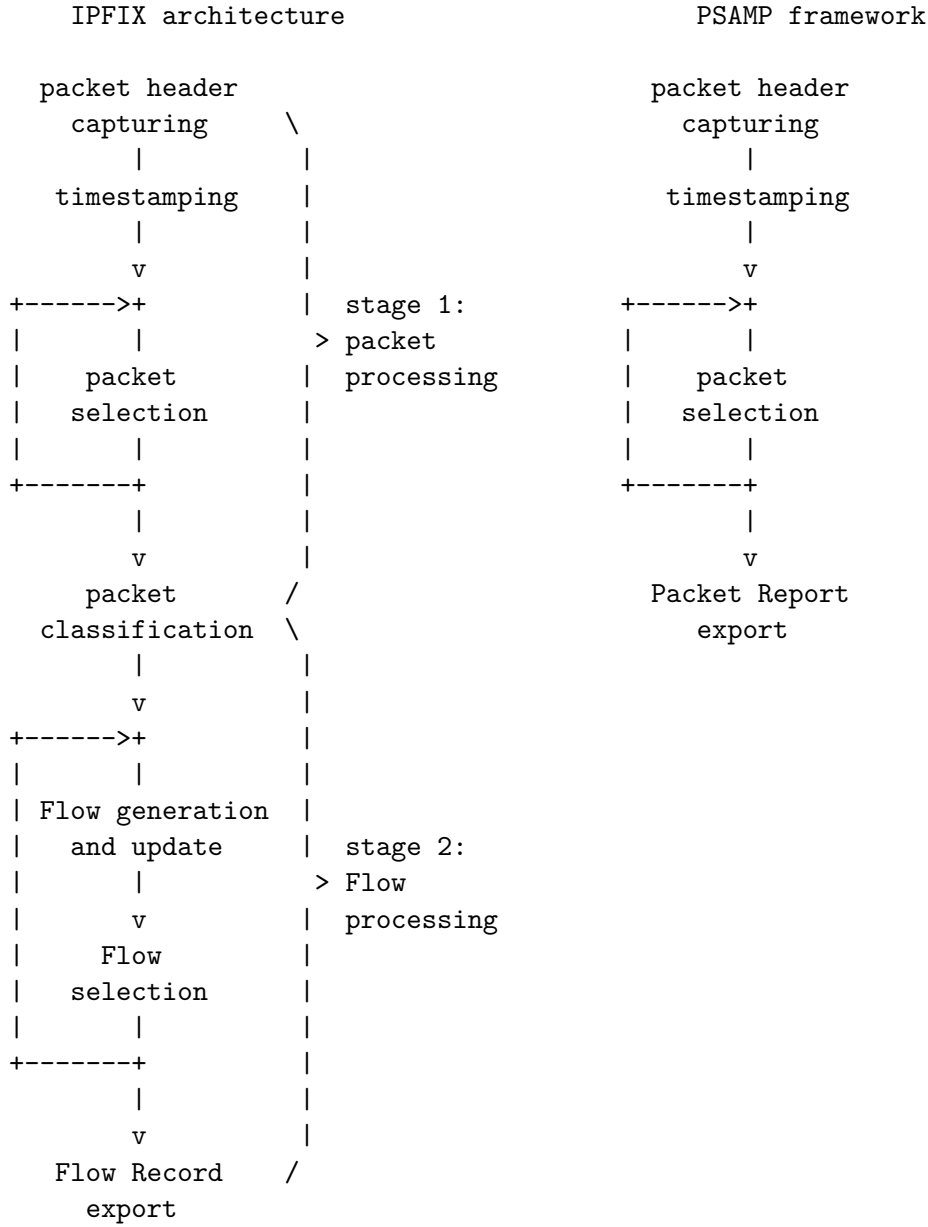 IPFIX architecture PSAMP framework
packet header packet header
capturing \ capturing
| | |
timestamping | timestamping
| | |
v | v
+------>+ | stage 1: +------>+
| | > packet | |
| packet | processing | packet
| selection | | selection
| | | | |
+-------+ | +-------+
| | |
v | v
packet / Packet Report
classification \ export
| |
v |
+------>+ |
| | |
| Flow generation |
| and update | stage 2:
| | > Flow
| v | processing
| Flow |
| selection |
| | |
+-------+ |
| |
v |
Flow Record /
export